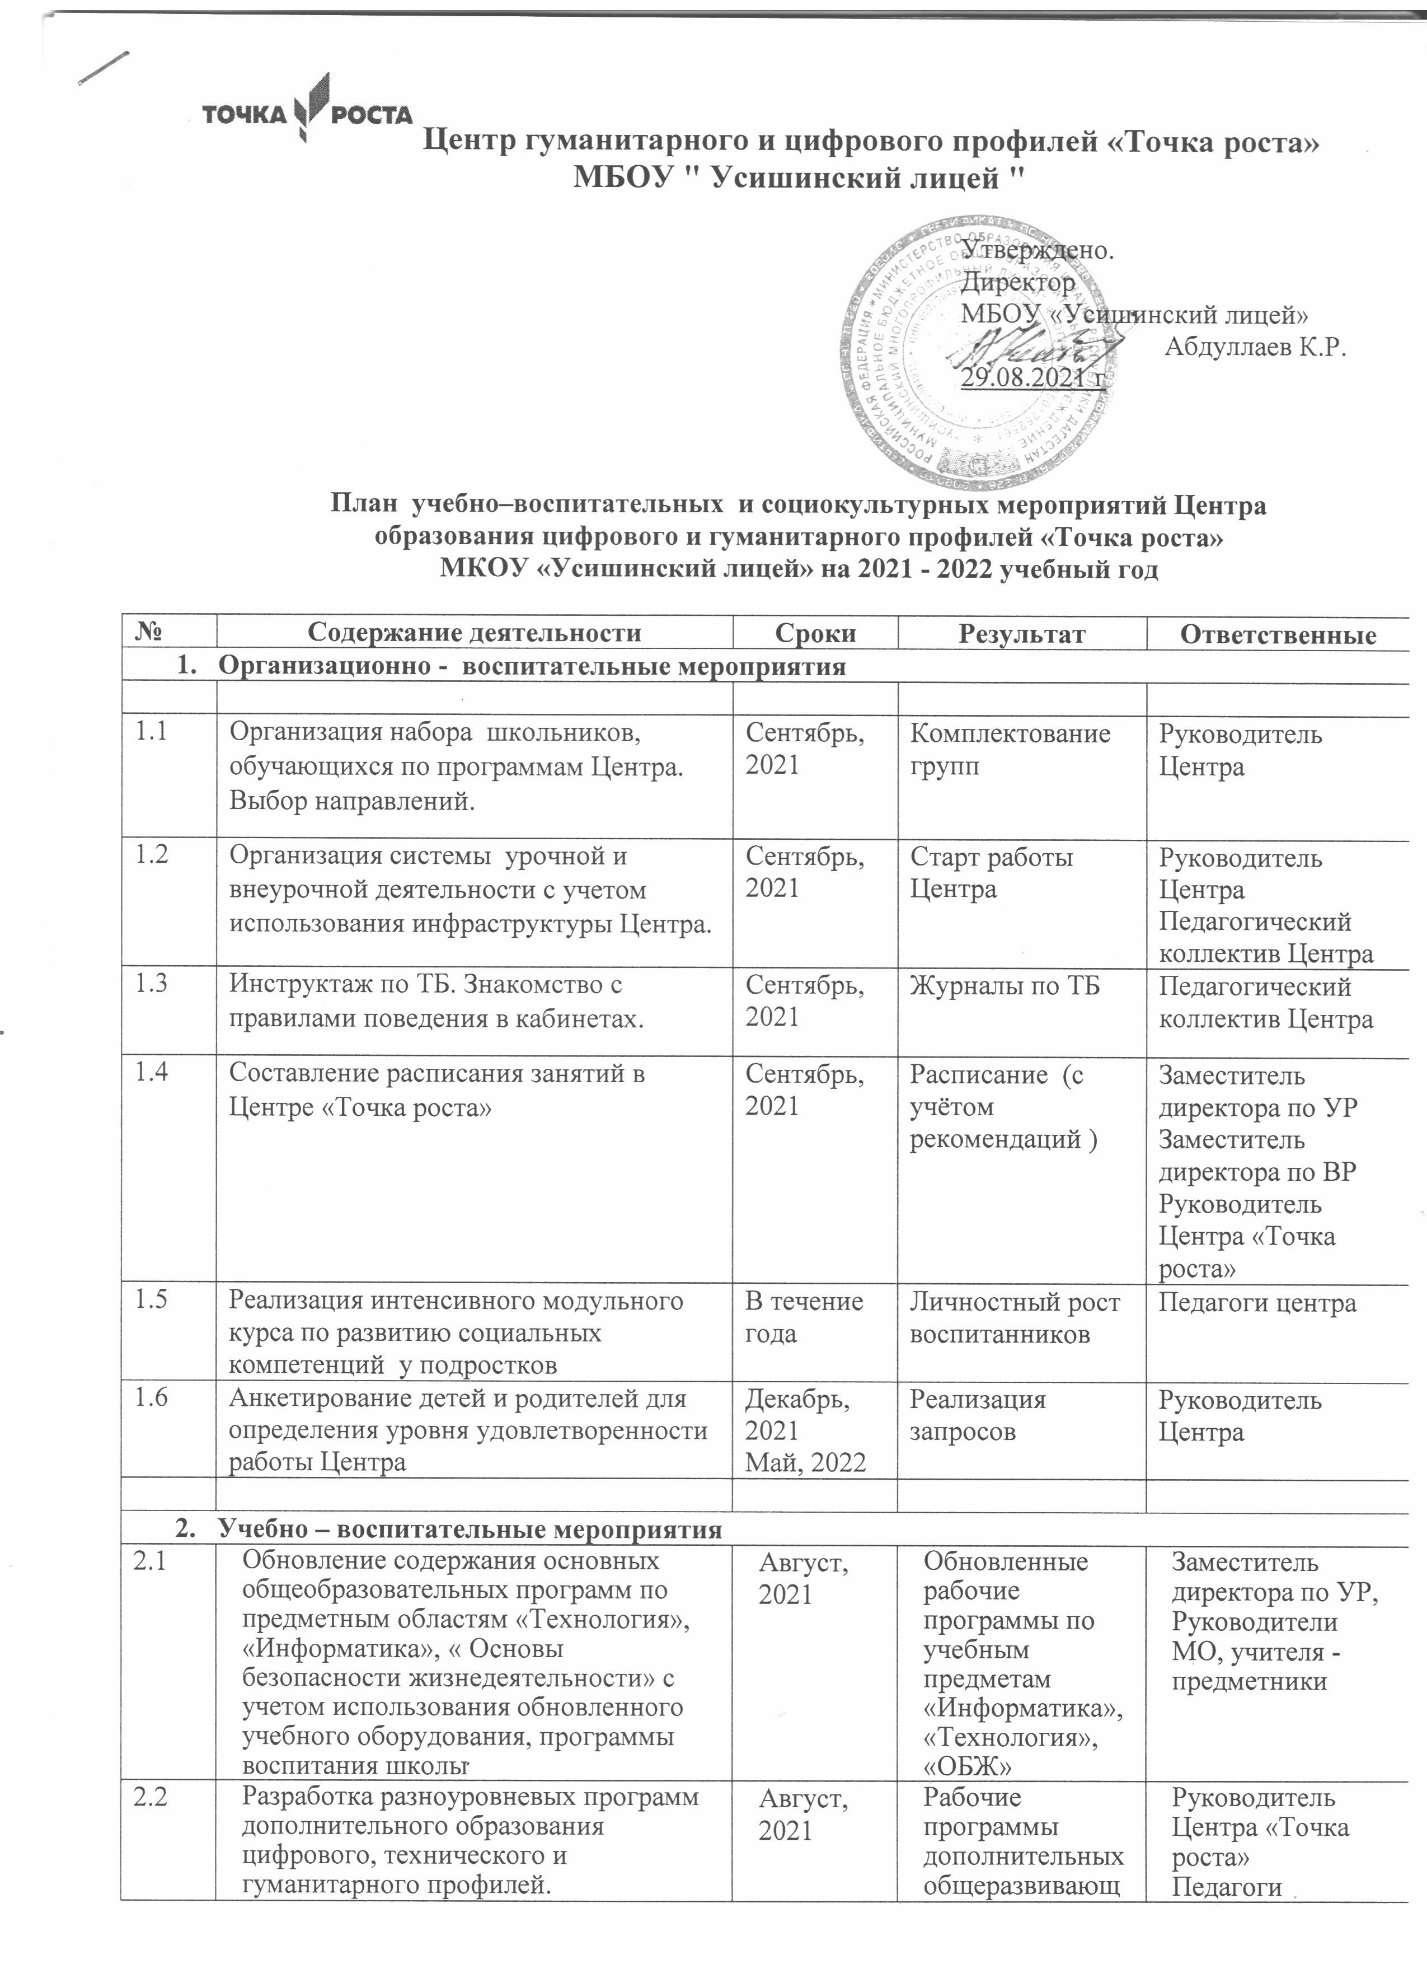 ТОЧКА РОСТА
Центр гуманитарного и цифрового профилей «Точка роста»
МБОУ " Усишинский лицей "
Утверждено.
Директор
МБОУ «Усишинский лицей»
Абдуллаев К.Р.
29.08.2021 г
План учебно–воспитательных и социокультурных мероприятий Центра
образования цифрового и гуманитарного профилей «Точка роста»
МКОУ «Усишинский лицей» на 2021 - 2022 учебный год
№ Содержание деятельности Сроки Результат Ответственные
1. Организационно - воспитательные мероприятия
1.1 Организация набора школьников, Сентябрь, Комплектование Руководитель
обучающихся по программам Центра. 2021 групп Центра
Выбор направлений.
1.2 Организация системы урочной и Сентябрь, Старт работы Руководитель
внеурочной деятельности с учетом 2021 Центра Центра
использования инфраструктуры Центра. Педагогический
коллектив Центра
1.3 Инструктаж по ТБ. Знакомство с Сентябрь, Журналы по ТБ Педагогический
правилами поведения в кабинетах. 2021 коллектив Центра
1.4 Составление расписания занятий в Сентябрь, Расписание (с Заместитель
Центре «Точка роста» 2021 учётом директора по УР
рекомендаций ) Заместитель
директора по ВР
Руководитель
Центра «Точка
роста»
1.5 Реализация интенсивного модульного В течение Личностный рост Педагоги центра
курса по развитию социальных года воспитанников
компетенций у подростков
1.6 Анкетирование детей и родителей для Декабрь, Реализация Руководитель
определения уровня удовлетворенности 2021 запросов Центра
работы Центра Май, 2022
2. Учебно – воспитательные мероприятия
2.1 Обновление содержания основных Август, Обновленные Заместитель
общеобразовательных программ по 2021 рабочие директора по УР,
предметным областям «Технология», программы по Руководители
«Информатика», « Основы учебным МО, учителя -
безопасности жизнедеятельности» с предметам предметники
учетом использования обновленного «Информатика»,
учебного оборудования, программы «Технология»,
воспитания школы «ОБЖ»
2.2 Разработка разноуровневых программ Август, Рабочие Руководитель
дополнительного образования 2021 программы Центра «Точка
цифрового, технического и дополнительных роста»
гуманитарного профилей. общеразвивающ Педагоги